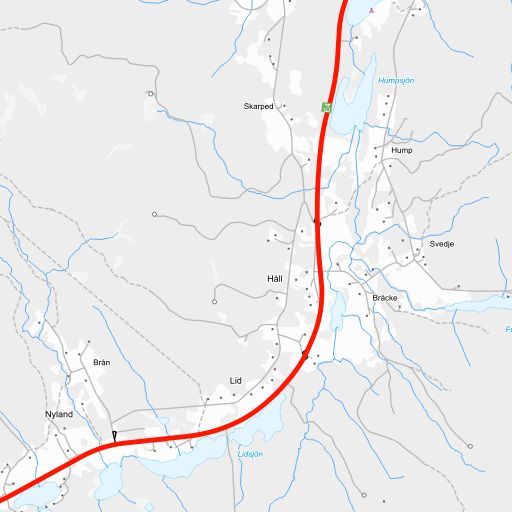 Humpsjön
Skarped
Hump
Svedje
Häll
Bräcke
Brån
Lid
Nyland
Lidsjön